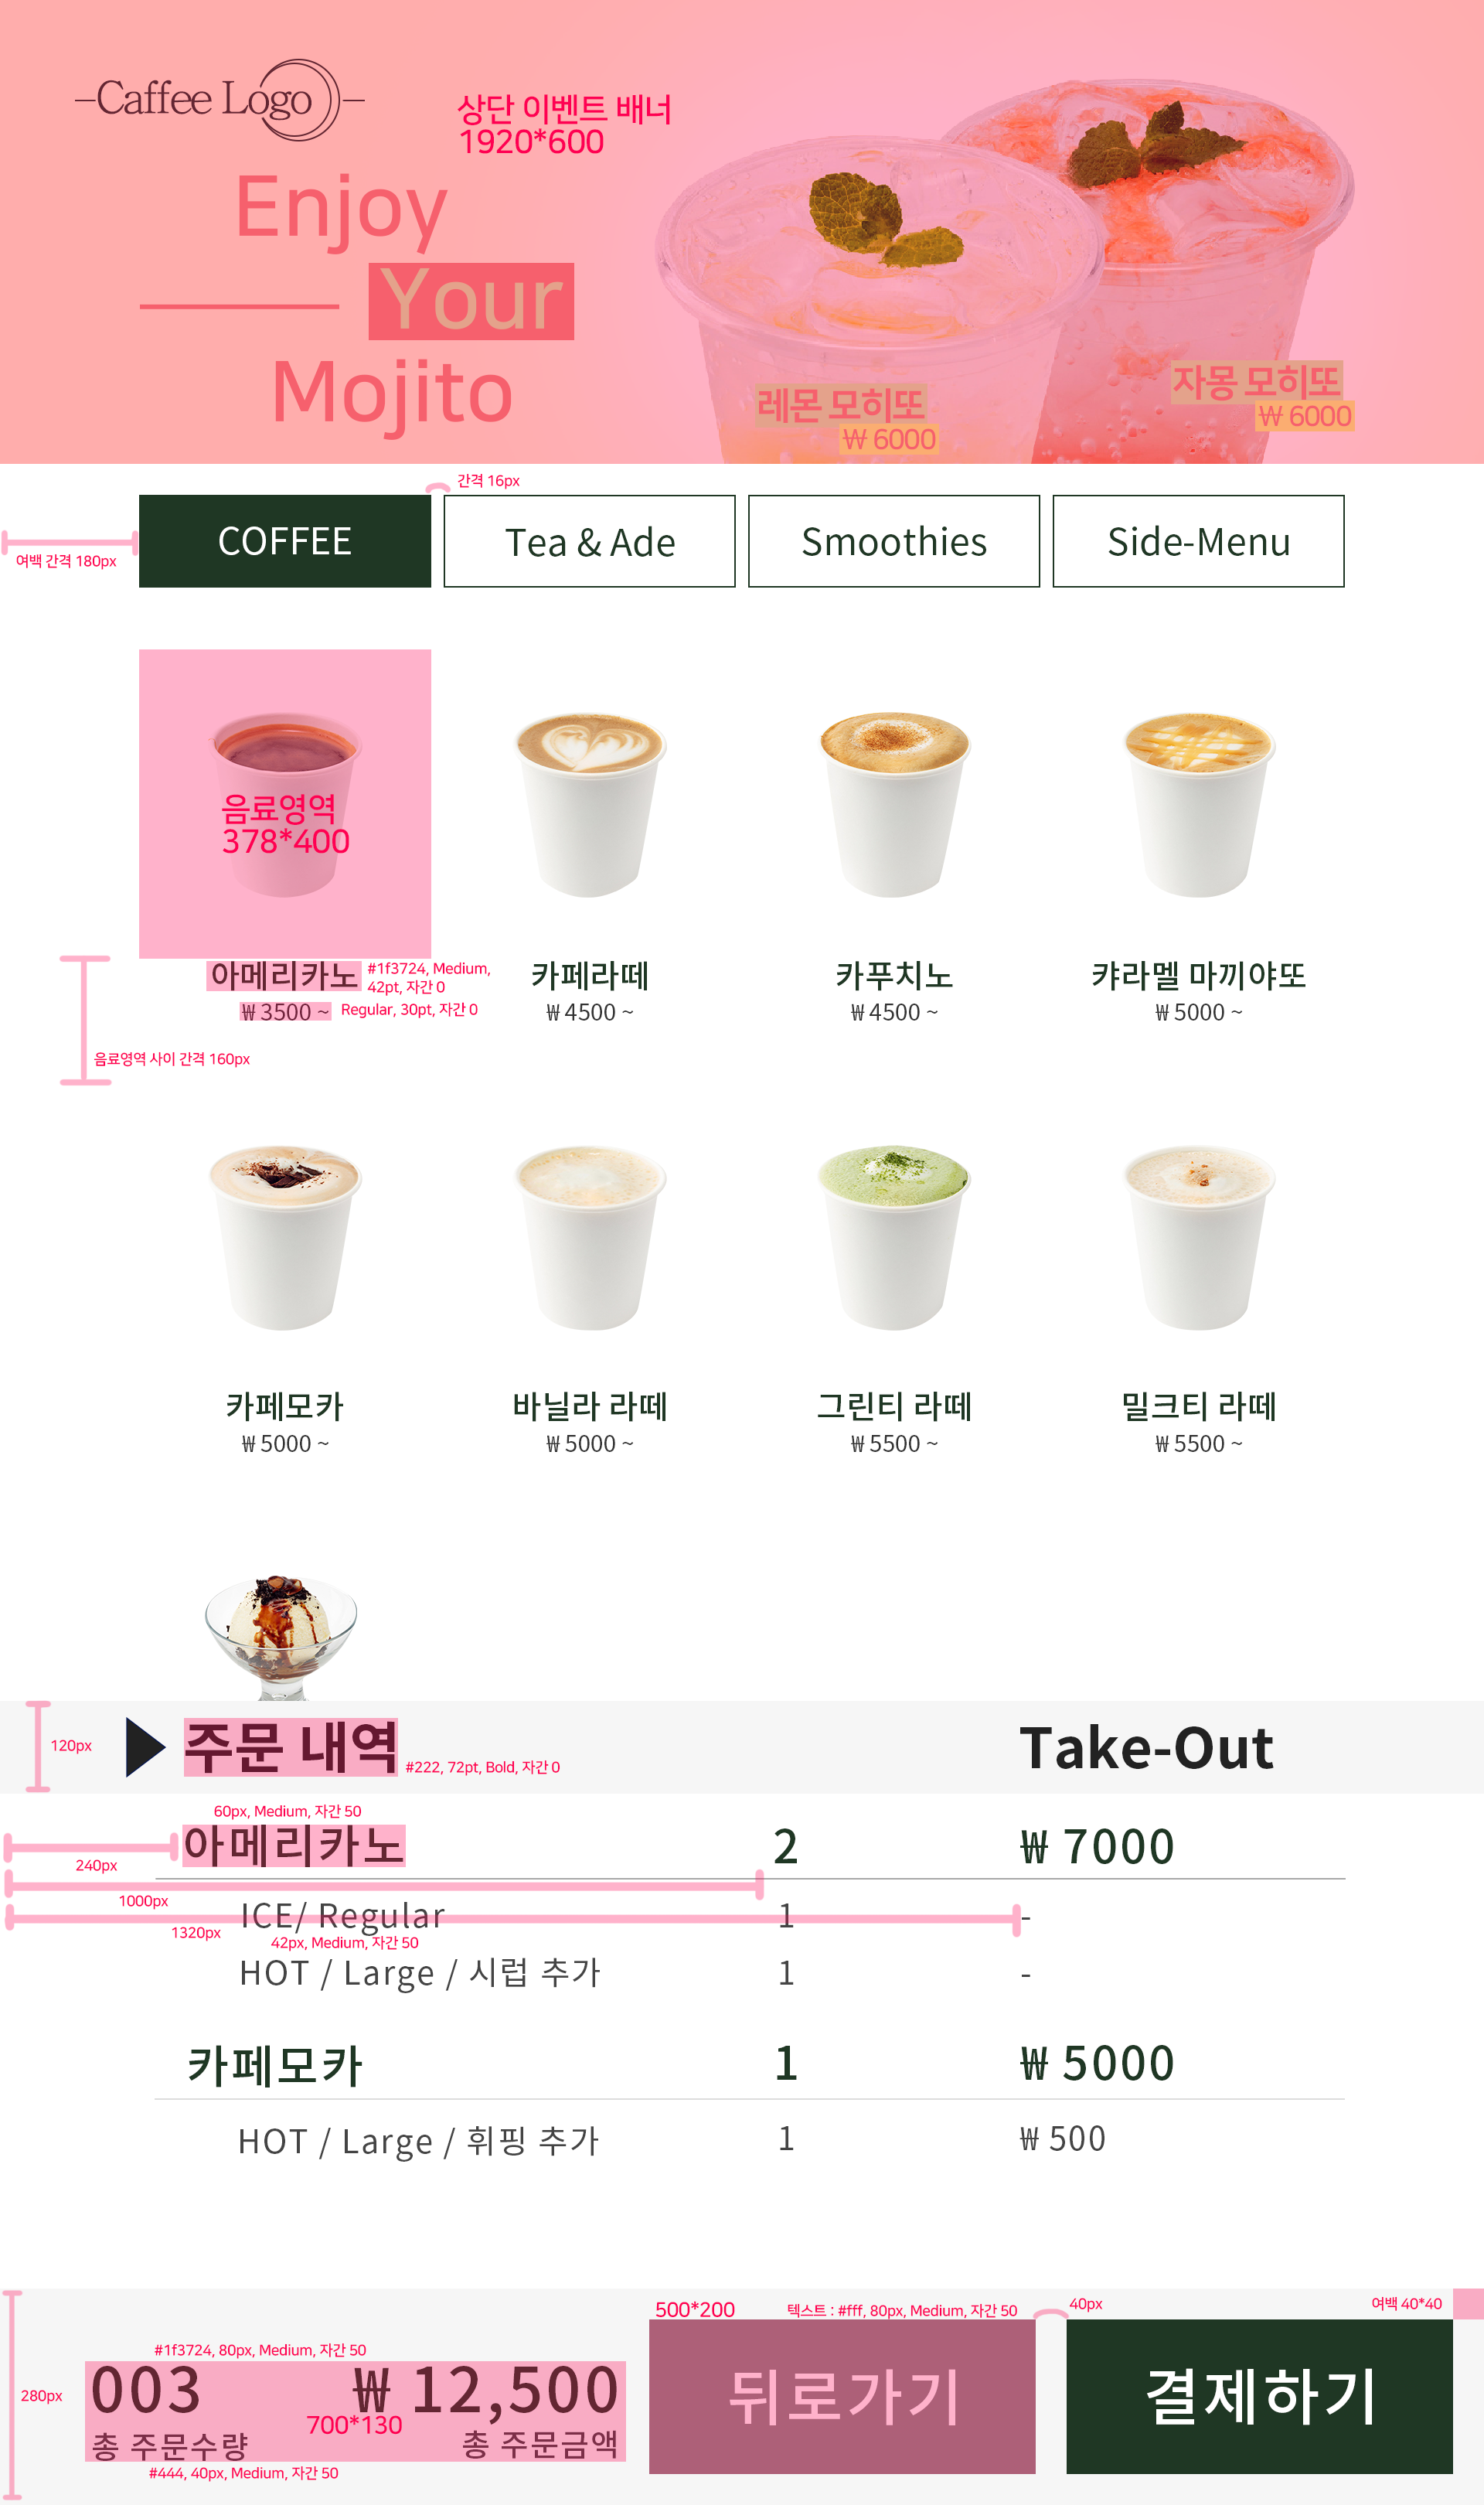 Caffee Logo
상단 이벤트 배너
1920*600
Enjoy
Your
Mojito
레몬 모히또
₩ 6000
자몽 모히또
₩ 6000
간격 16px
여백 간격 180px
COFFEE
Tea & Ade
Smoothies
Side-Menu
음료영역
378*400
아메리카노
#1f3724, Medium,
42pt, 자간 0
₩ 3500 ~
Regular, 30pt, 자간 0
카페라떼
₩ 4500 ~
카푸치노
₩ 4500 ~
캬라멜 마끼야또
₩ 5000 ~
음료영역 사이 간격 160px
카페모카
₩ 5000 ~
바닐라 라떼
₩ 5000 ~
그린티 라떼
₩ 5500 ~
밀크티 라떼
₩ 5500 ~
120px
주문 내역
#222, 72pt, Bold, 자간 0
Take-Out
60px, Medium, 자간 50
아메리카노 2 ₩ 7000
240px
1000px
ICE/ Regular 1 -
1320px
42px, Medium, 자간 50
HOT / Large / 시럽 추가 1 -
카페모카 1 ₩ 5000
HOT / Large / 휘핑 추가 1 ₩ 500
280px
#1f3724, 80px, Medium, 자간 50
003 ₩ 12,500
700*130
총 주문수량 총 주문금액
#444, 40px, Medium, 자간 50
500*200
텍스트 : #fff, 80px, Medium, 자간 50
40px
여백 40*40
뒤로가기
결제하기